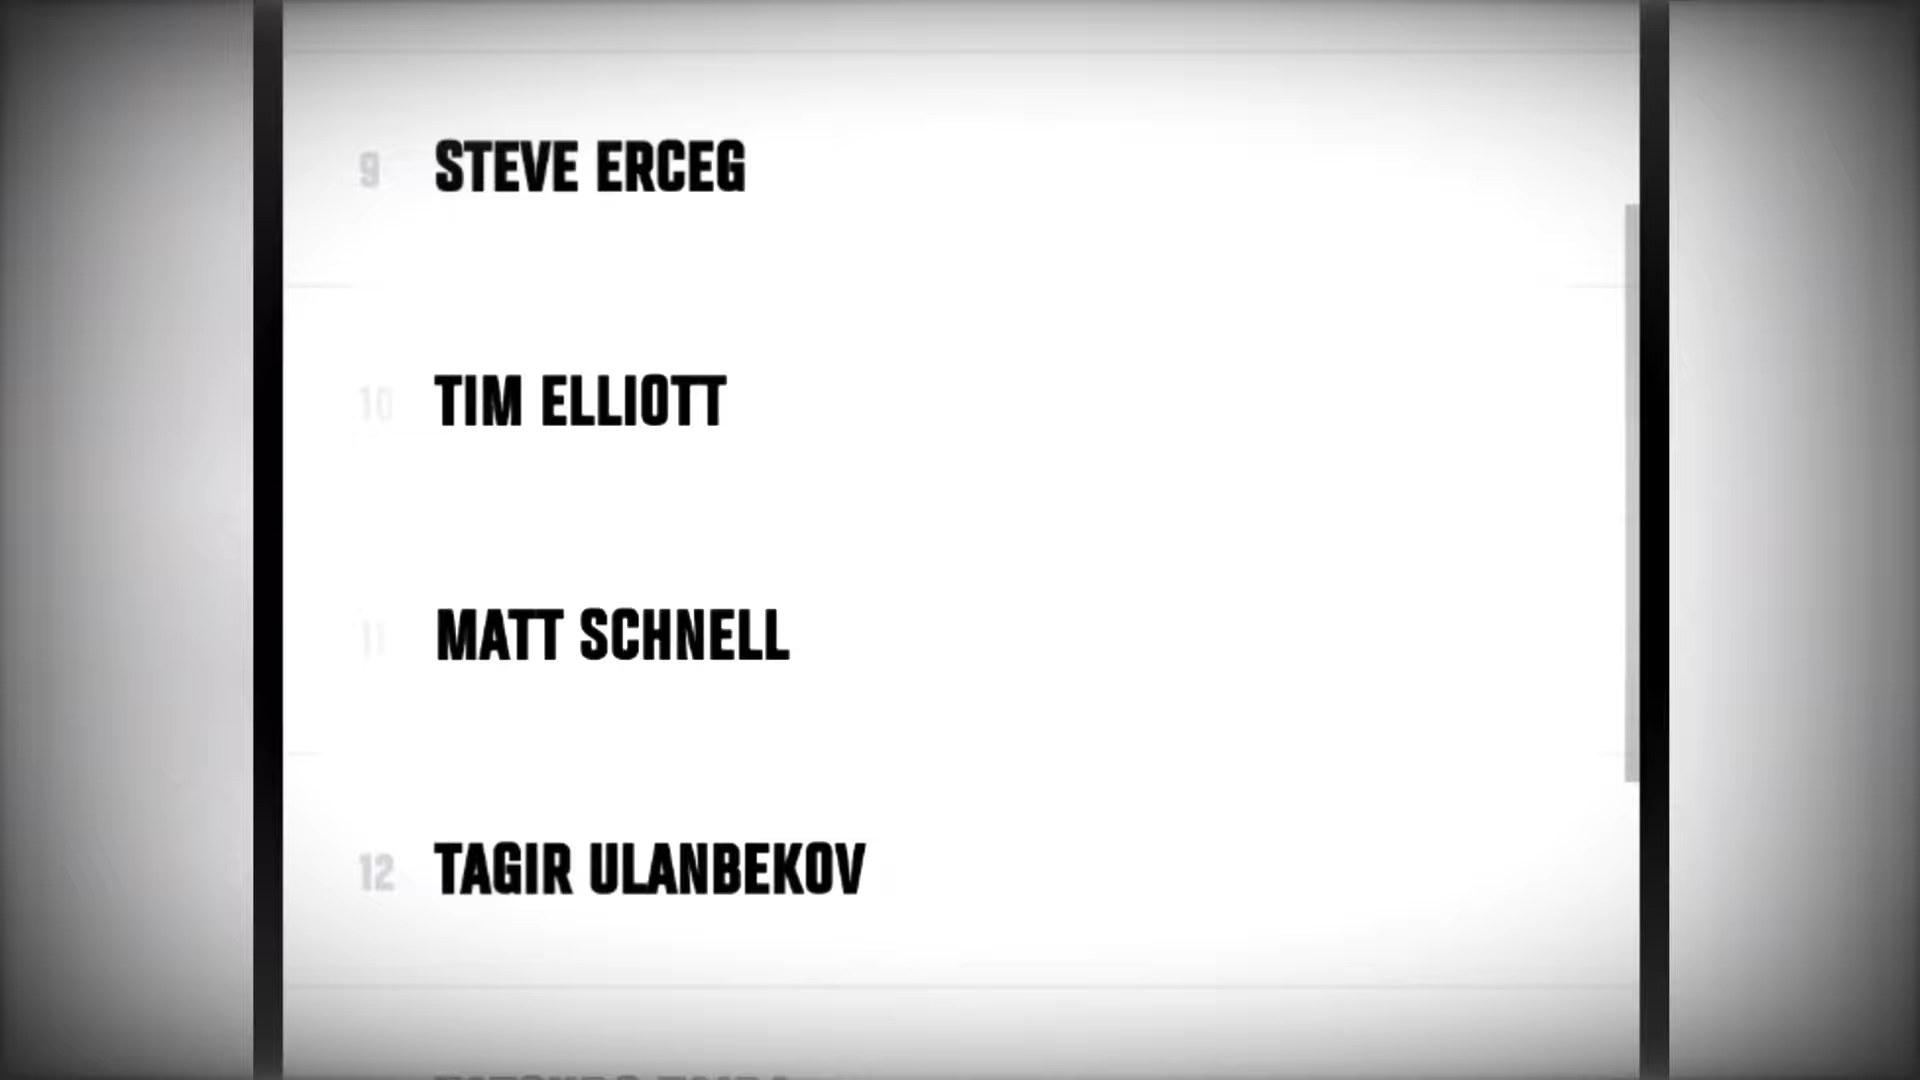 9 STEVE ERCEG
10 TIM ELLIOTT
11 MATT SCHNELL
12 TAGIR ULANBEKOV